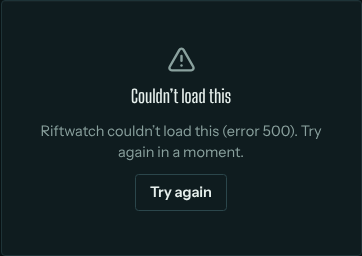 Couldn't load this
Riftwatch couldn't load this (error 500). Try
again in a moment.
Try again